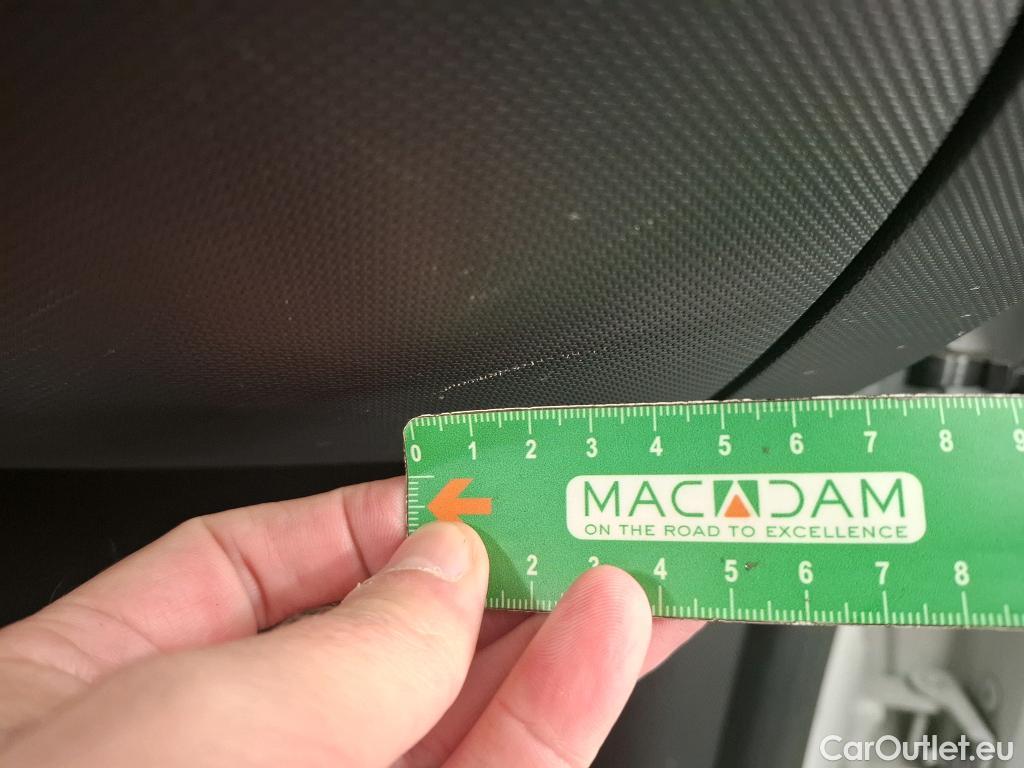 0 1 2 3 4 5 6 7 8 9
MACADAM
ON THE ROAD TO EXCELLENCE
2 3 4 5 6 7 8
CarOutlet.eu